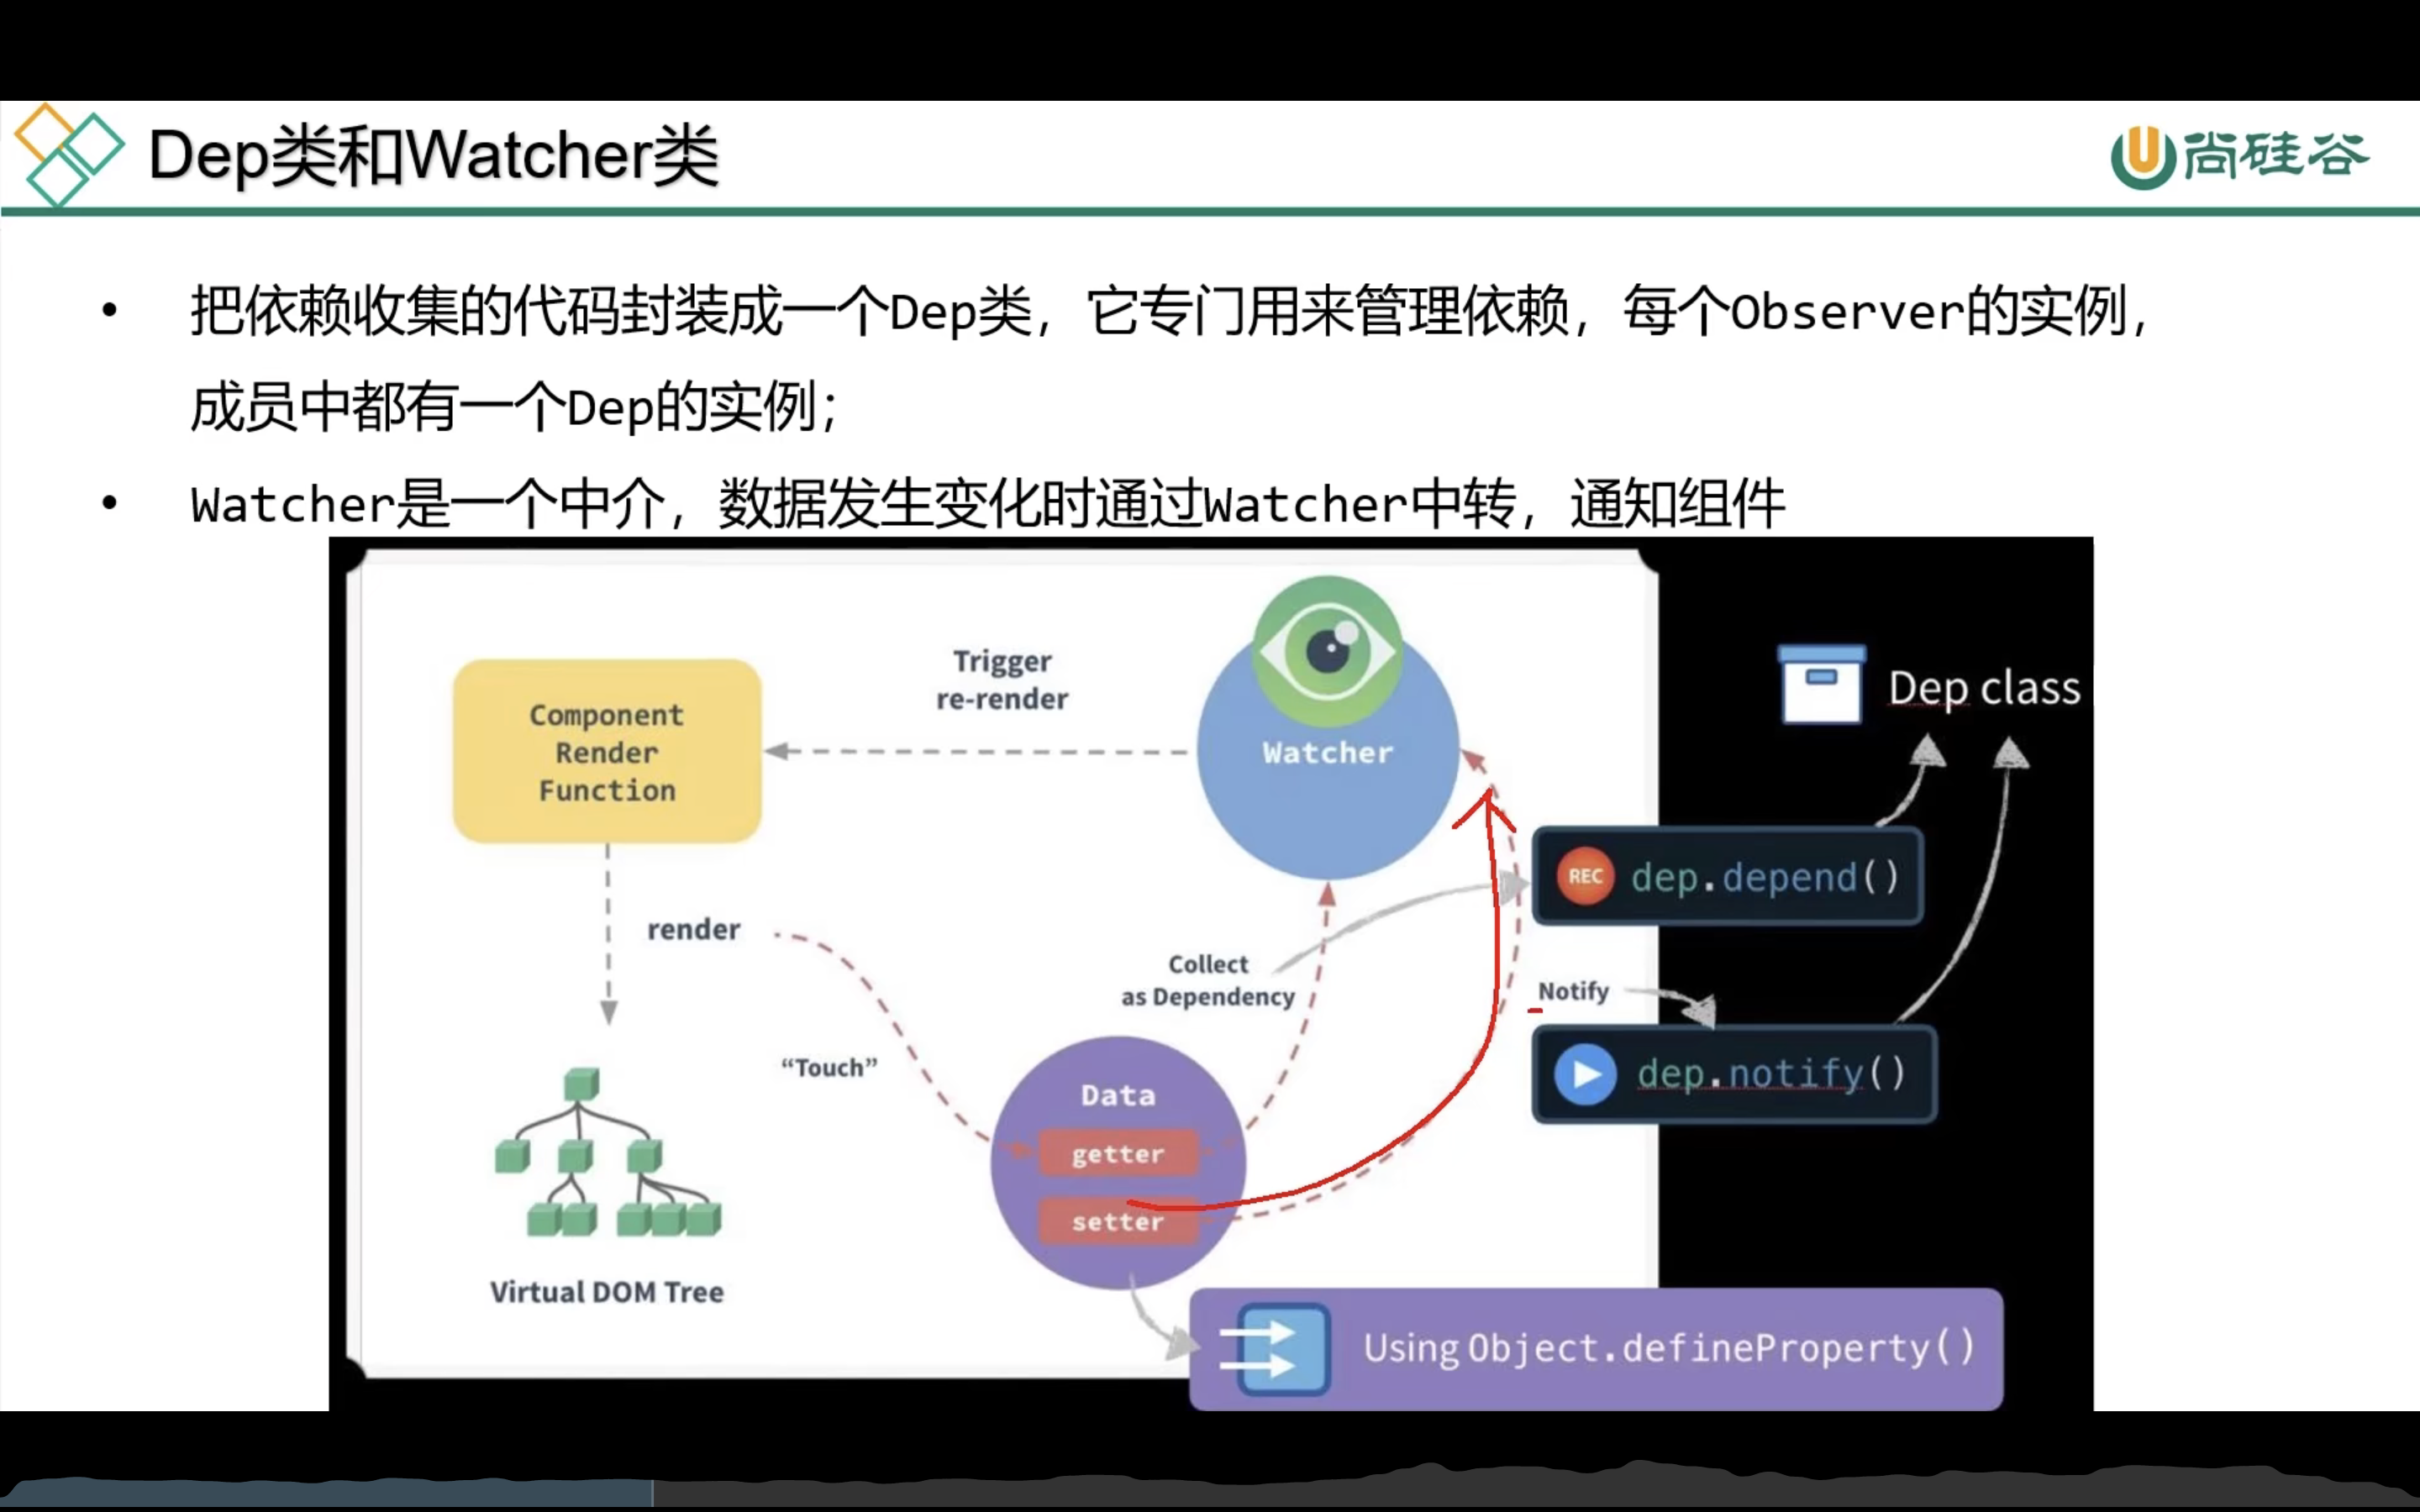 Dep类和Watcher类
尚硅谷
• 把依赖收集的代码封装成一个Dep类，它专门用来管理依赖，每个Observer的实例，
成员中都有一个Dep的实例；
• Watcher是一个中介，数据发生变化时通过Watcher中转，通知组件
Component
Render
Function
Trigger
re-render
Watcher
Dep class
REC dep.depend()
render
Collect
as Dependency
Notify
dep.notify()
“Touch”
Data
getter
setter
Virtual DOM Tree
Using Object.defineProperty()